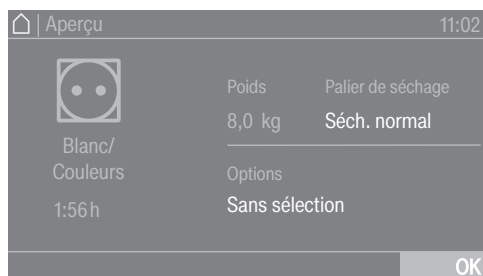 Aperçu 11:02
Poids Palier de séchage
8,0 kg Séch. normal
Blanc/
Couleurs
Options
1:56 h
Sans sélection
OK